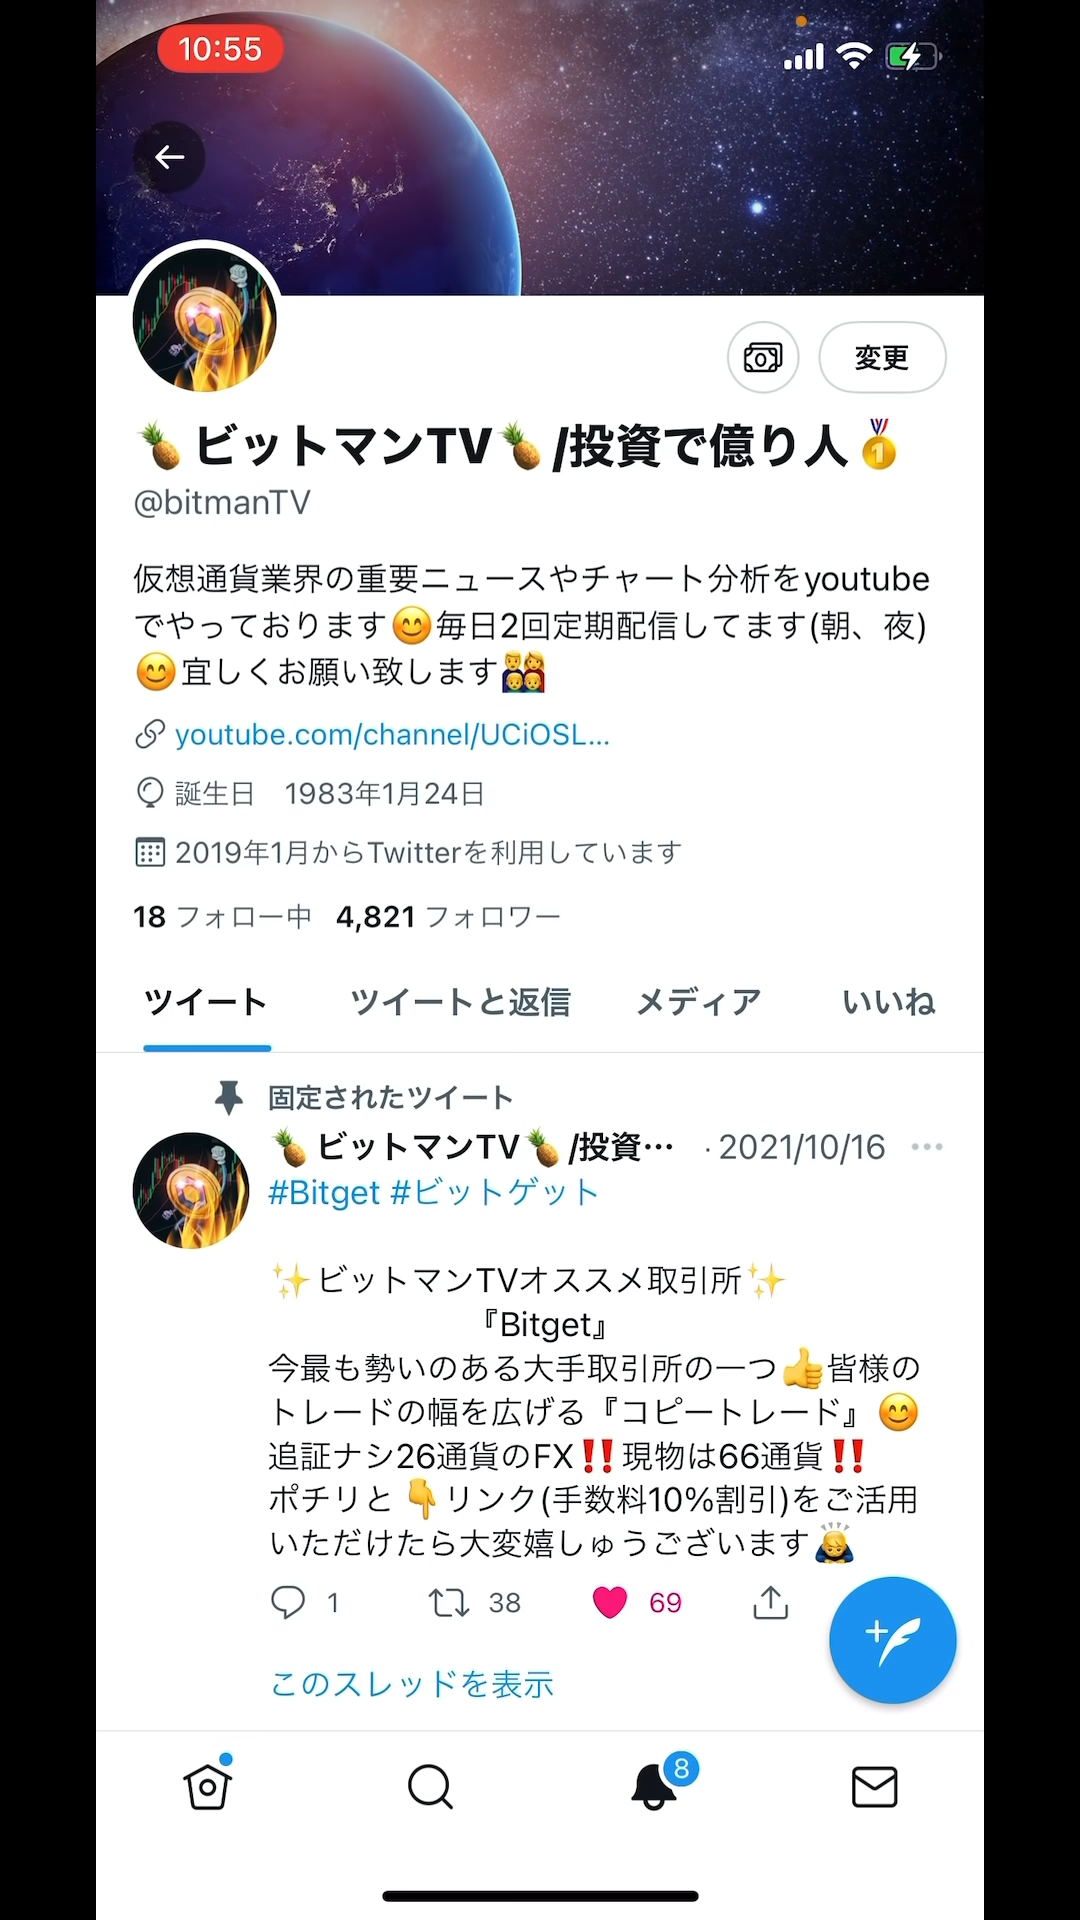 10:55
🍍ビットマンTV🍍/投資で億り人🥇
変更
@bitmanTV
仮想通貨業界の重要ニュースやチャート分析をyoutube
でやっております😊毎日2回定期配信してます(朝、夜)
😊宜しくお願い致します👨‍👩‍👦‍👦
youtube.com/channel/UCiOSL...
誕生日 1983年1月24日
2019年1月からTwitterを利用しています
18 フォロー中 4,821 フォロワー
ツイート ツイートと返信 メディア いいね
固定されたツイート
🍍ビットマンTV🍍/投資… · 2021/10/16
#Bitget #ビットゲット
✨ビットマンTVオススメ取引所✨
『Bitget』
今最も勢いのある大手取引所の一つ👍皆様の
トレードの幅を広げる『コピートレード』😊
追証ナシ26通貨のFX‼️現物は66通貨‼️
ポチリと👇リンク(手数料10%割引)をご活用
いただけたら大変嬉しゅうございます🙇
1 38 69
このスレッドを表示
8